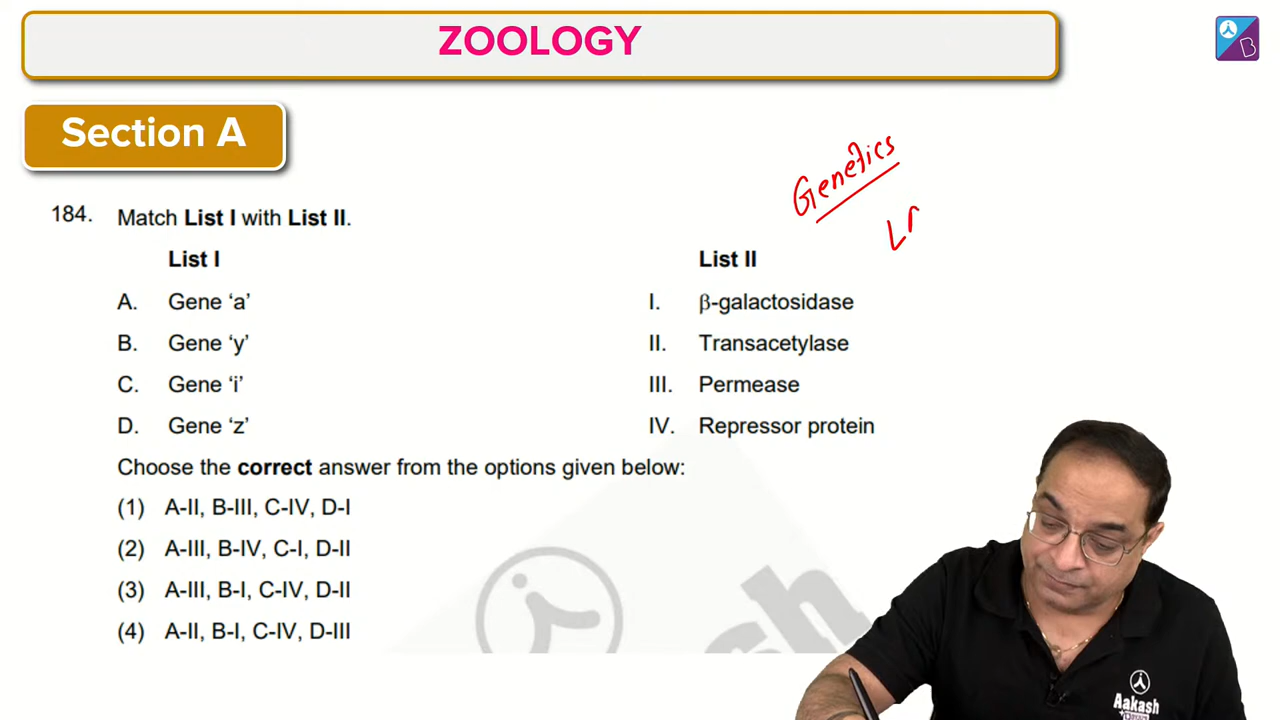 ZOOLOGY
Section A
Genetics
184. Match List I with List II.
List I List II
A. Gene ‘a’ I. β-galactosidase
B. Gene ‘y’ II. Transacetylase
C. Gene ‘i’ III. Permease
D. Gene ‘z’ IV. Repressor protein
Choose the correct answer from the options given below:
(1) A-II, B-III, C-IV, D-I
(2) A-III, B-IV, C-I, D-II
(3) A-III, B-I, C-IV, D-II
(4) A-II, B-I, C-IV, D-III
Aakash